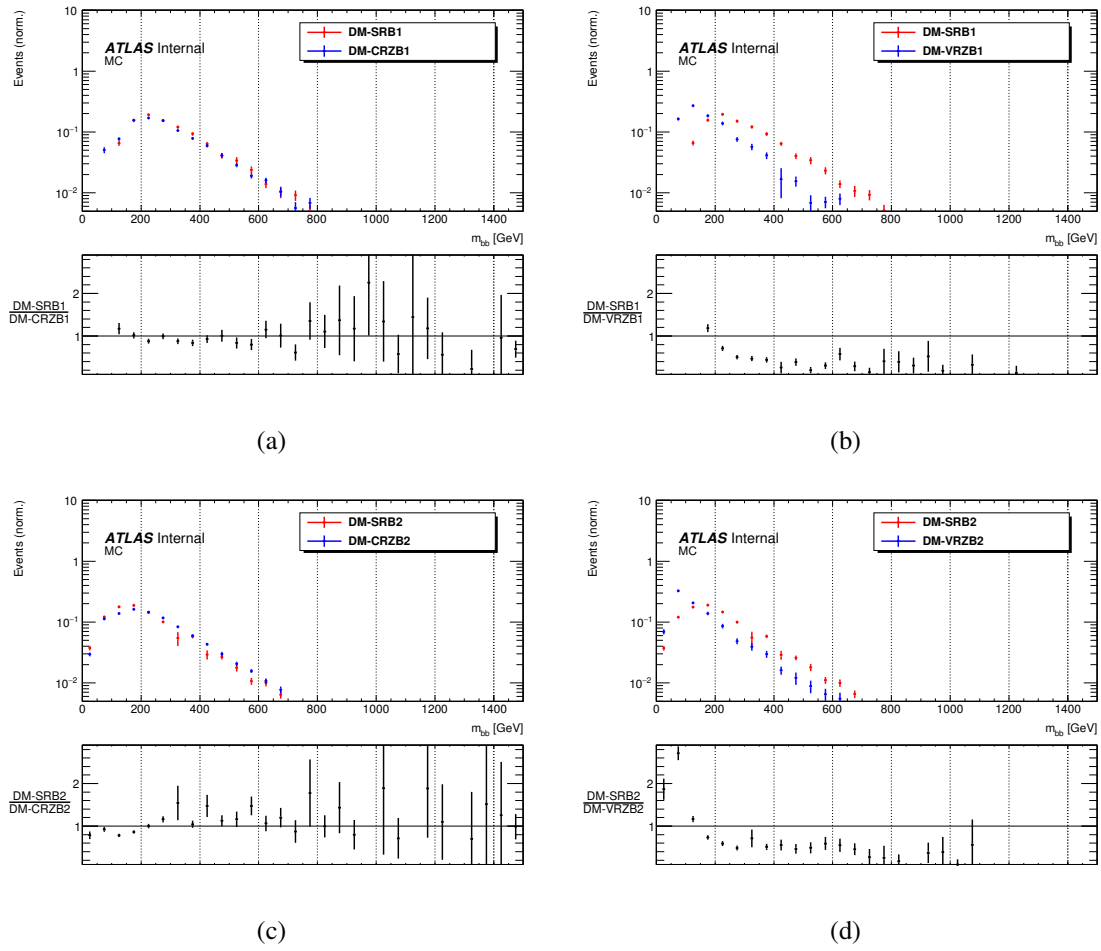 Events (norm.)
10
1
10⁻¹
10⁻²
ATLAS Internal
MC
DM-SRB1
DM-CRZB1
0 200 400 600 800 1000 1200 1400
m_bb [GeV]
DM-SRB1
DM-CRZB1
2
1
(a)
Events (norm.)
10
1
10⁻¹
10⁻²
ATLAS Internal
MC
DM-SRB1
DM-VRZB1
0 200 400 600 800 1000 1200 1400
m_bb [GeV]
DM-SRB1
DM-VRZB1
2
1
(b)
Events (norm.)
10
1
10⁻¹
10⁻²
ATLAS Internal
MC
DM-SRB2
DM-CRZB2
0 200 400 600 800 1000 1200 1400
m_bb [GeV]
DM-SRB2
DM-CRZB2
2
1
(c)
Events (norm.)
10
1
10⁻¹
10⁻²
ATLAS Internal
MC
DM-SRB2
DM-VRZB2
0 200 400 600 800 1000 1200 1400
m_bb [GeV]
DM-SRB2
DM-VRZB2
2
1
(d)